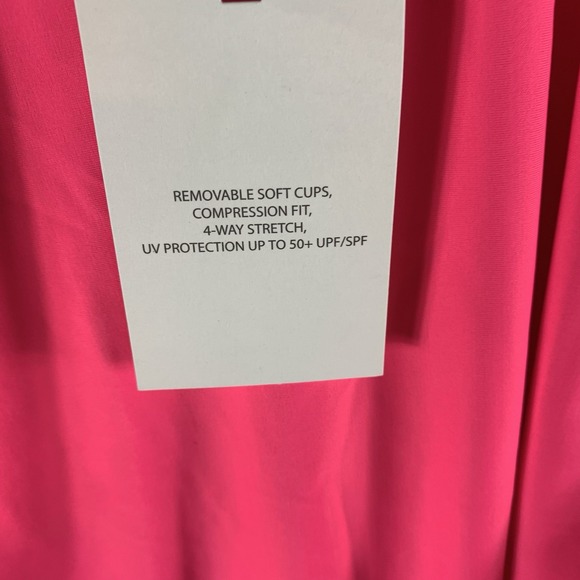 REMOVABLE SOFT CUPS,
COMPRESSION FIT,
4-WAY STRETCH,
UV PROTECTION UP TO 50+ UPF/SPF